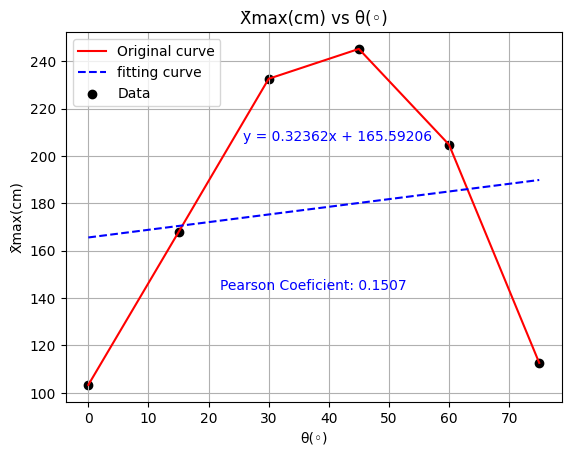 X̄max(cm) vs θ(◦)
Original curve
fitting curve
Data
y = 0.32362x + 165.59206
Pearson Coeficient: 0.1507
X̄max(cm)
240
220
200
180
160
140
120
100
0 10 20 30 40 50 60 70
θ(◦)